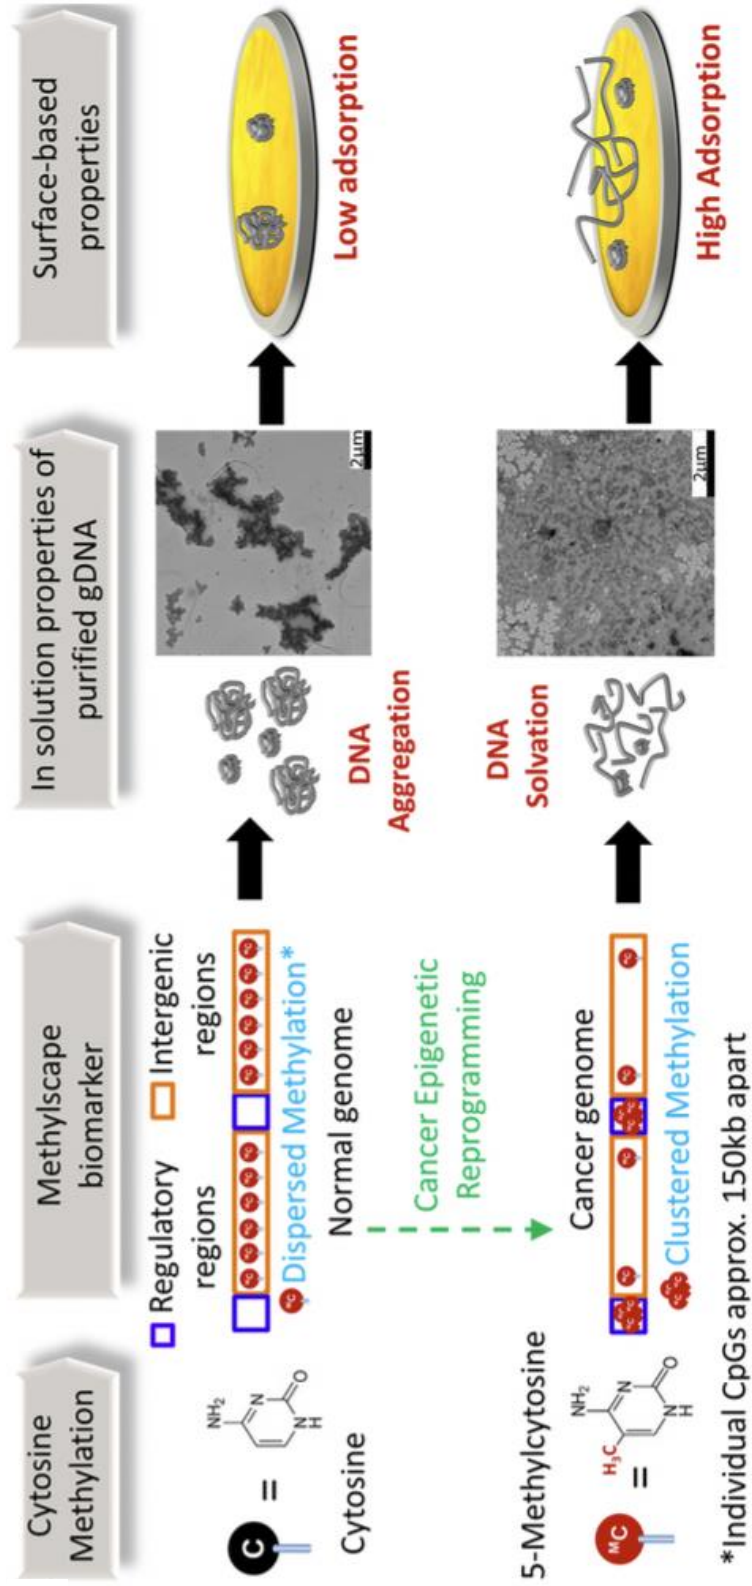 Cytosine
Methylation
Methylscape
biomarker
In solution properties of
purified gDNA
Surface-based
properties
C
=
NH₂
N
O
N
H
Cytosine
5-Methylcytosine
MC
=
H₃C
NH₂
N
O
N
H
Regulatory
regions
Intergenic
regions
Dispersed Methylation*
Normal genome
Cancer Epigenetic
Reprogramming
Cancer genome
Clustered Methylation
*Individual CpGs approx. 150kb apart
DNA
Aggregation
2µm
DNA
Solvation
2µm
Low adsorption
High Adsorption